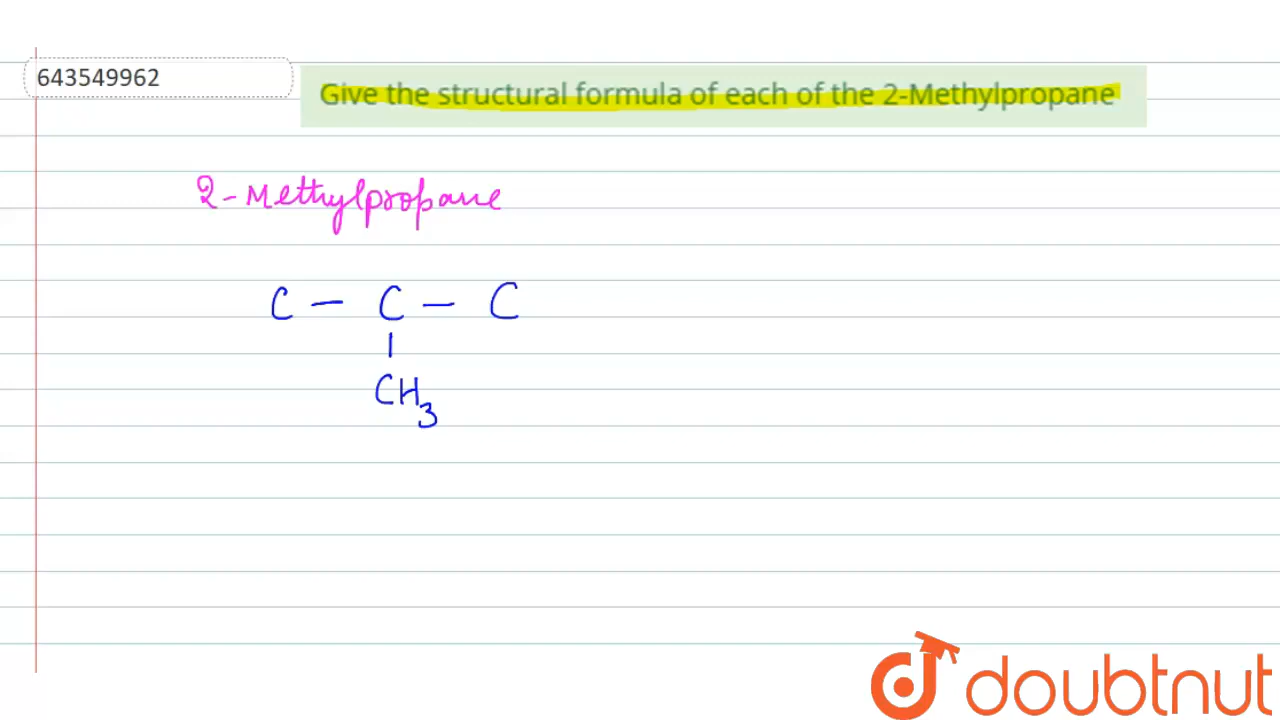 643549962
Give the structural formula of each of the 2-Methylpropane
2-Methylpropane
C - C - C
|
CH3
doubtnut